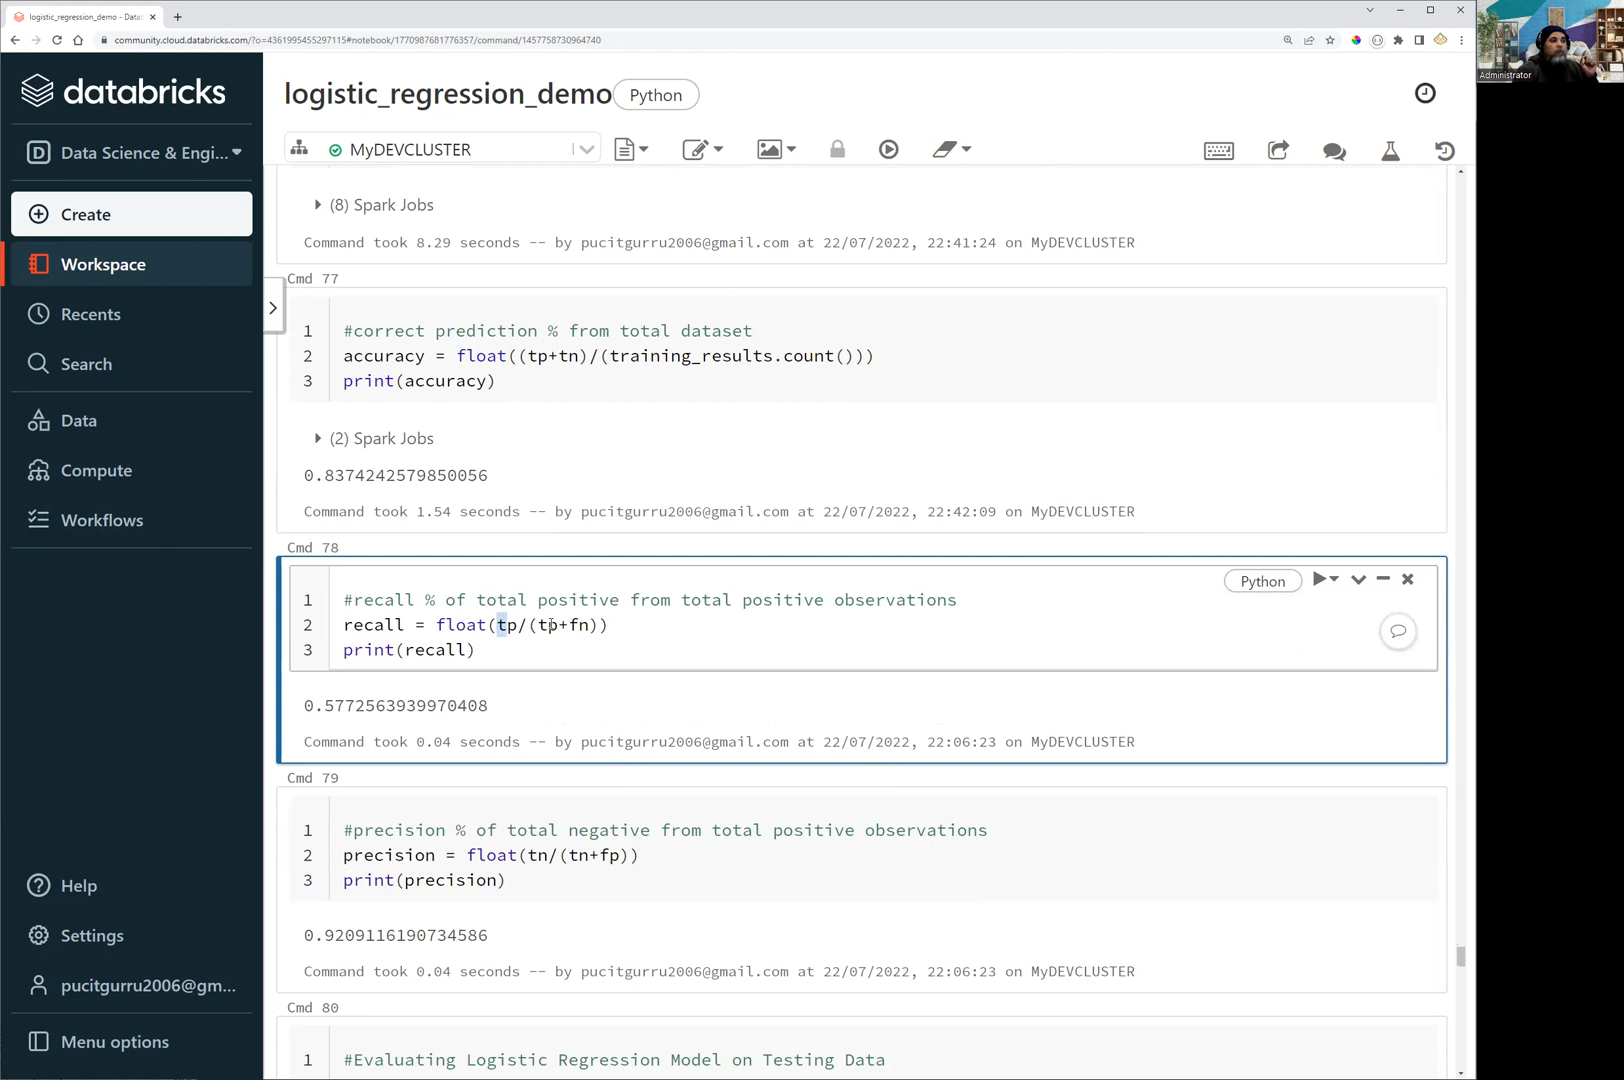 logistic_regression_demo - Data
community.cloud.databricks.com/?o=4361995455297115#notebook/1770987681776357/command/1457758730964740
Administrator
databricks
logistic_regression_demo
Python
D Data Science & Engi...
MyDEVCLUSTER
Create
Workspace
Recents
Search
Data
Compute
Workflows
Help
Settings
pucitgurru2006@gm...
Menu options
(8) Spark Jobs
Command took 8.29 seconds -- by pucitgurru2006@gmail.com at 22/07/2022, 22:41:24 on MyDEVCLUSTER
Cmd 77
1 #correct prediction % from total dataset
2 accuracy = float((tp+tn)/(training_results.count()))
3 print(accuracy)
(2) Spark Jobs
0.8374242579850056
Command took 1.54 seconds -- by pucitgurru2006@gmail.com at 22/07/2022, 22:42:09 on MyDEVCLUSTER
Cmd 78
Python
1 #recall % of total positive from total positive observations
2 recall = float(tp/(tp+fn))
3 print(recall)
0.5772563939970408
Command took 0.04 seconds -- by pucitgurru2006@gmail.com at 22/07/2022, 22:06:23 on MyDEVCLUSTER
Cmd 79
1 #precision % of total negative from total positive observations
2 precision = float(tn/(tn+fp))
3 print(precision)
0.9209116190734586
Command took 0.04 seconds -- by pucitgurru2006@gmail.com at 22/07/2022, 22:06:23 on MyDEVCLUSTER
Cmd 80
1 #Evaluating Logistic Regression Model on Testing Data